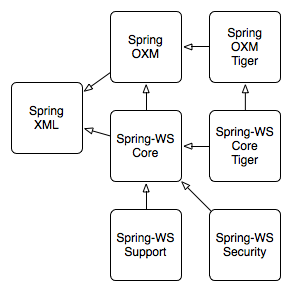 Spring
OXM
Spring
OXM
Tiger
Spring
XML
Spring-WS
Core
Spring-WS
Core
Tiger
Spring-WS
Support
Spring-WS
Security